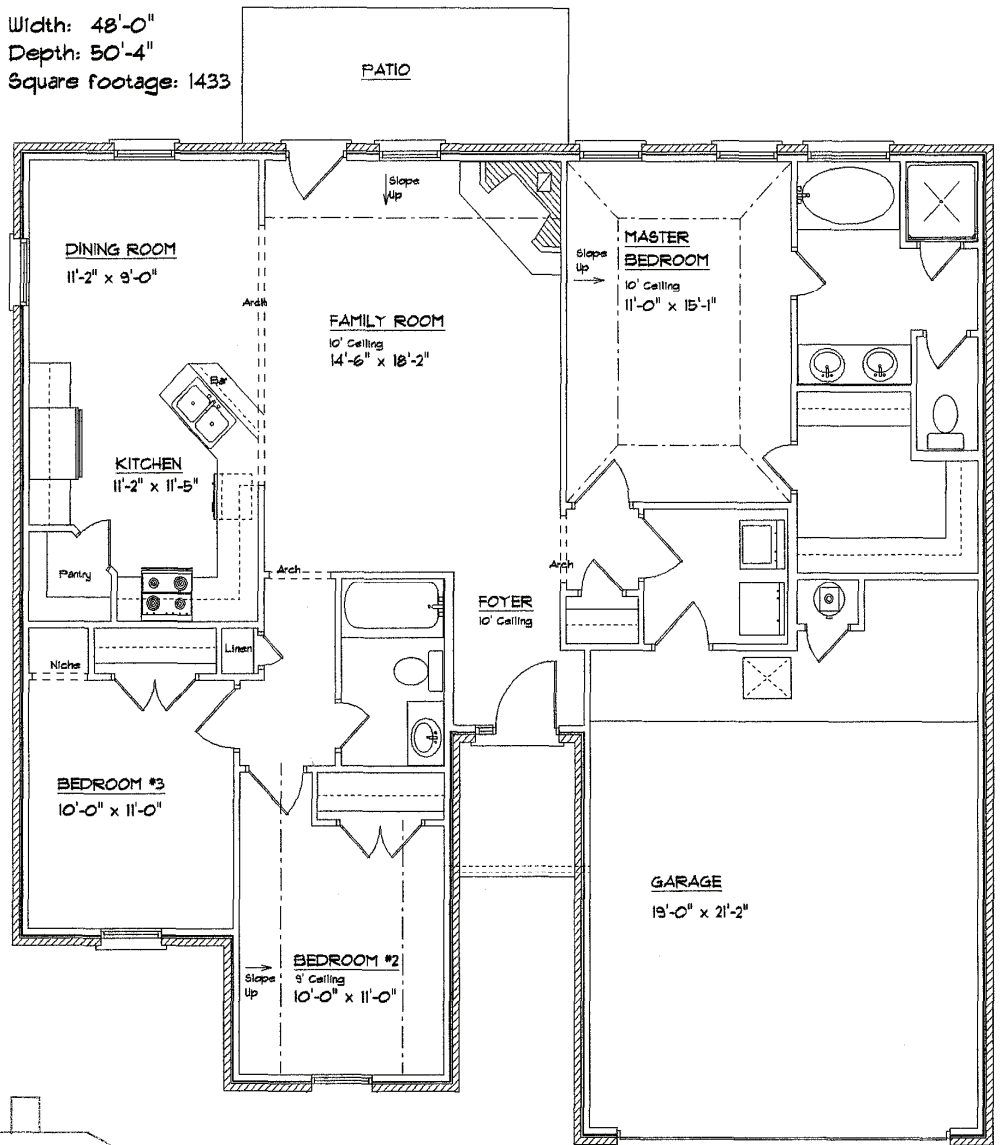 Width: 48'-0"
Depth: 50'-4"
Square footage: 1433
PATIO
Slope
Up
DINING ROOM
11'-2" x 9'-0"
Arch
FAMILY ROOM
10' Ceiling
14'-6" x 18'-2"
Slope
Up
MASTER
BEDROOM
10' Ceiling
11'-0" x 15'-1"
Bar
KITCHEN
11'-2" x 11'-5"
Pantry
Arch
Arch
FOYER
10' Ceiling
Niche
Linen
BEDROOM #3
10'-0" x 11'-0"
GARAGE
19'-0" x 21'-2"
Slope
Up
BEDROOM #2
9' Ceiling
10'-0" x 11'-0"